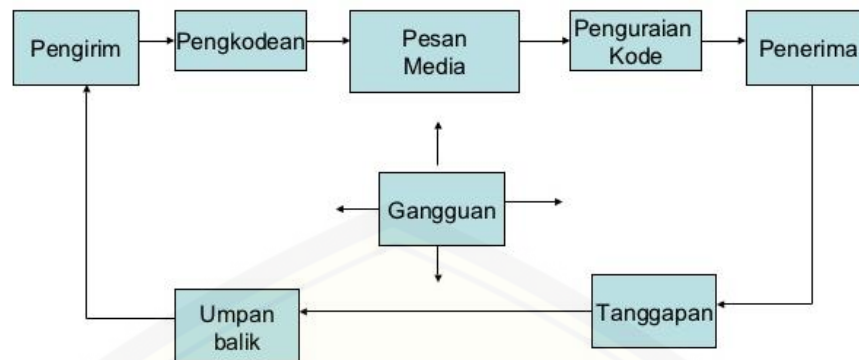 Pengirim
Pengkodean
Pesan
Media
Penguraian
Kode
Penerima
Gangguan
Umpan
balik
Tanggapan